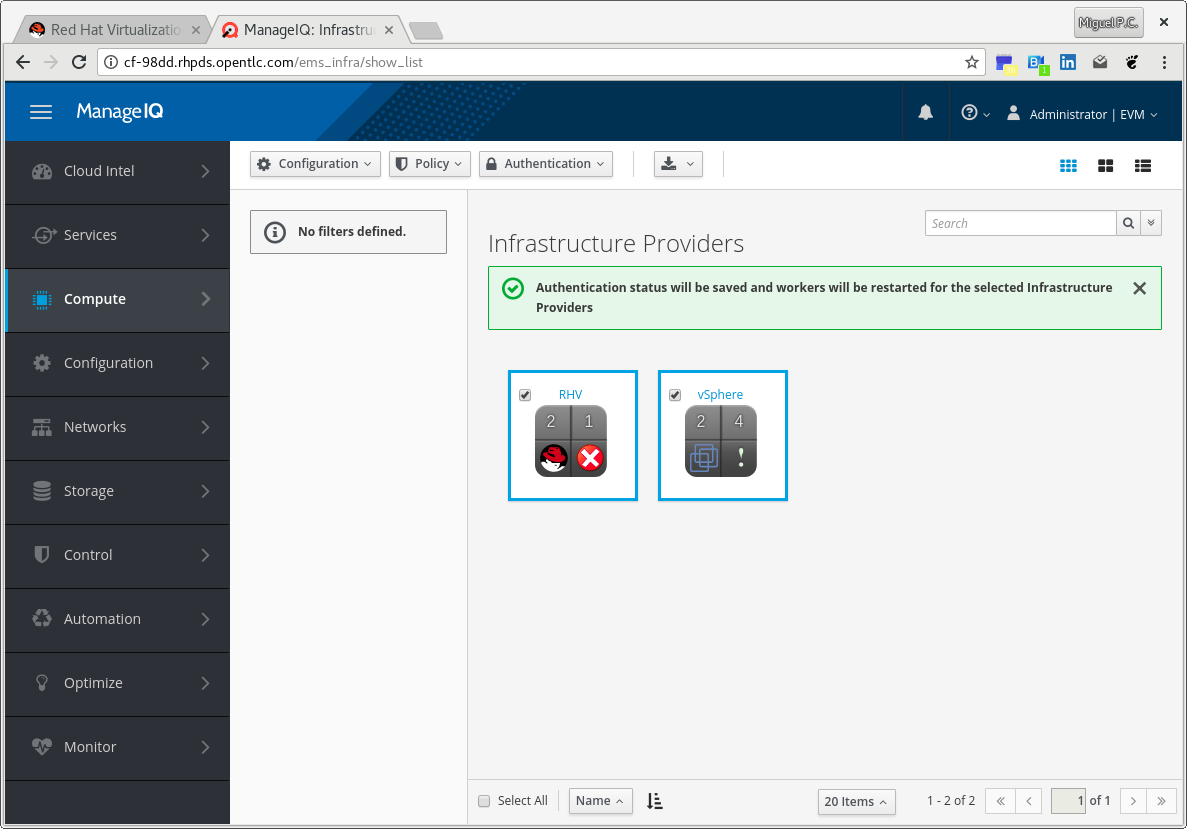 Red Hat Virtualizatio
ManageIQ: Infrastru
Miguel P.C.
cf-98dd.rhpds.opentlc.com/ems_infra/show_list
1
ManageIQ
Administrator | EVM
Cloud Intel
Services
Compute
Configuration
Networks
Storage
Control
Automation
Optimize
Monitor
Configuration
Policy
Authentication
No filters defined.
Search
Infrastructure Providers
Authentication status will be saved and workers will be restarted for the selected Infrastructure
Providers
RHV
2 1
vSphere
2 4
!
Select All
Name
20 Items
1 - 2 of 2
1 of 1